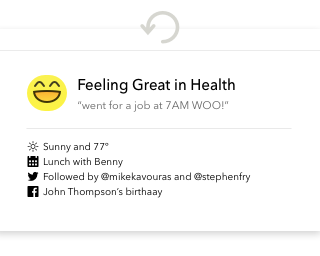 Feeling Great in Health
“went for a job at 7AM WOO!”
Sunny and 77°
Lunch with Benny
Followed by @mikekavouras and @stephenfry
John Thompson’s birthaay